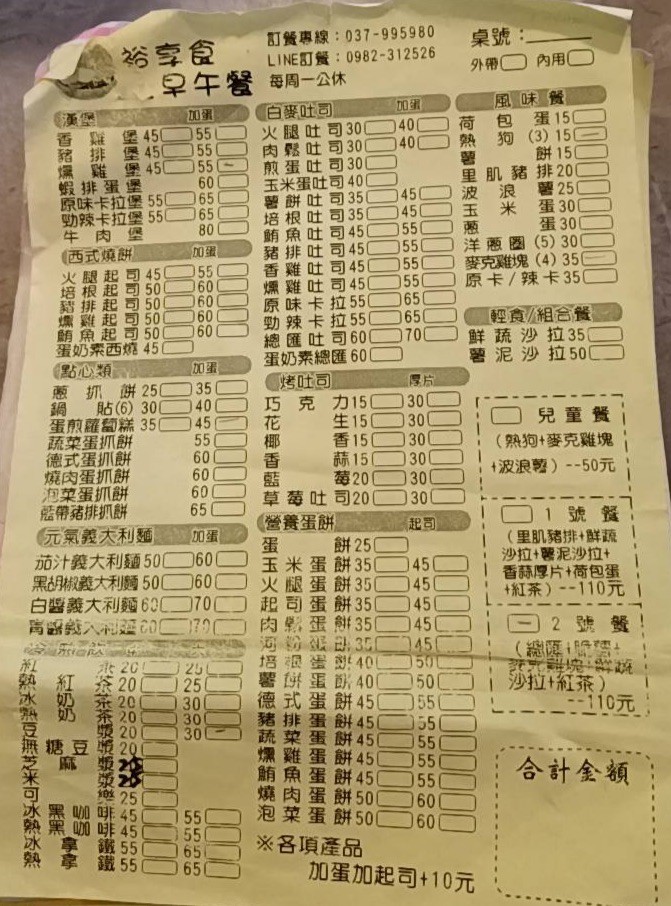 裕享食
早午餐
訂餐專線：037-995980
LINE訂餐：0982-312526
每周一公休
桌號：
外帶 內用
漢堡 加蛋
香雞堡 45 55
豬排堡 45 55
燻雞堡 45 55
蝦排蛋堡 60
原味卡拉堡 55 65
勁辣卡拉堡 55 65
牛肉堡 80
西式燒餅 加蛋
火腿起司 45 55
培根起司 50 60
豬排起司 50 60
燻雞起司 50 60
鮪魚起司 50 60
蛋奶素西燒 45
點心類 加蛋
蔥抓餅 25 35
鍋貼(6) 30 40
蛋煎蘿蔔糕 35 45
蔬菜蛋抓餅 55
德式蛋抓餅 60
燒肉蛋抓餅 60
泡菜蛋抓餅 60
藍帶豬排抓餅 65
元氣義大利麵 加蛋
茄汁義大利麵 50 60
黑胡椒義大利麵 50 60
白醬義大利麵 60 70
青醬義大利麵 60 70
紅茶 20 25
熱紅茶 20 25
冰奶茶 20 30
熱奶茶 20 30
豆漿 20 30
無糖豆漿 20
芝麻漿
米漿
可樂 25
冰黑咖啡 45 55
熱黑咖啡 45 55
冰拿鐵 55 65
熱拿鐵 55 65
白麥吐司 加蛋
火腿吐司 30 40
肉鬆吐司 30 40
煎蛋吐司 30
玉米蛋吐司 40
薯餅吐司 35 45
培根吐司 35 45
鮪魚吐司 45 55
豬排吐司 45 55
香雞吐司 45 55
燻雞吐司 45 55
原味卡拉 55 65
勁辣卡拉 55 65
總匯吐司 60 70
蛋奶素總匯 60
烤吐司 厚片
巧克力 15 30
花生 15 30
椰香 15 30
香蒜 15 30
藍莓 20 30
草莓吐司 20 30
營養蛋餅 起司
蛋餅 25
玉米蛋餅 35 45
火腿蛋餅 35 45
起司蛋餅 35 45
肉鬆蛋餅 35 45
河粉蛋餅 35 45
培根蛋餅 40 50
薯餅蛋餅 40 50
德式蛋餅 45 55
豬排蛋餅 45 55
蔬菜蛋餅 45 55
燻雞蛋餅 45 55
鮪魚蛋餅 45 55
燒肉蛋餅 50 60
泡菜蛋餅 50 60
※各項產品
加蛋加起司+10元
風味餐
荷包蛋 15
熱狗(3) 15
薯餅 15
里肌豬排 20
波浪薯 25
玉米蛋 30
蔥蛋 30
洋蔥圈(5) 30
麥克雞塊(4) 35
原卡/辣卡 35
輕食/組合餐
鮮蔬沙拉 35
薯泥沙拉 50
兒童餐
(熱狗+麥克雞塊
+波浪薯)--50元
1號餐
(里肌豬排+鮮蔬
沙拉+薯泥沙拉+
香蒜厚片+荷包蛋
+紅茶)--110元
2號餐
(總匯+脆薯+
麥克雞塊+鮮蔬
沙拉+紅茶)
--110元
合計金額